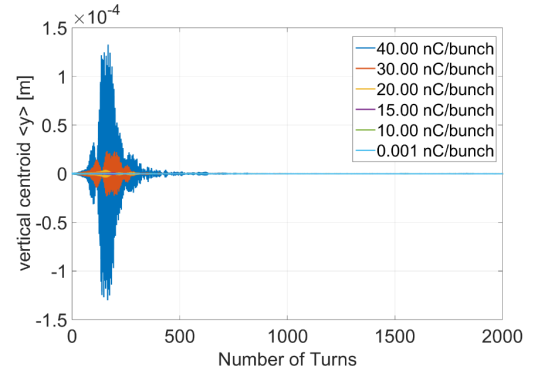 ×10⁻⁴
1.5
1
0.5
0
-0.5
-1
-1.5
vertical centroid <y> [m]
40.00 nC/bunch
30.00 nC/bunch
20.00 nC/bunch
15.00 nC/bunch
10.00 nC/bunch
0.001 nC/bunch
0 500 1000 1500 2000
Number of Turns